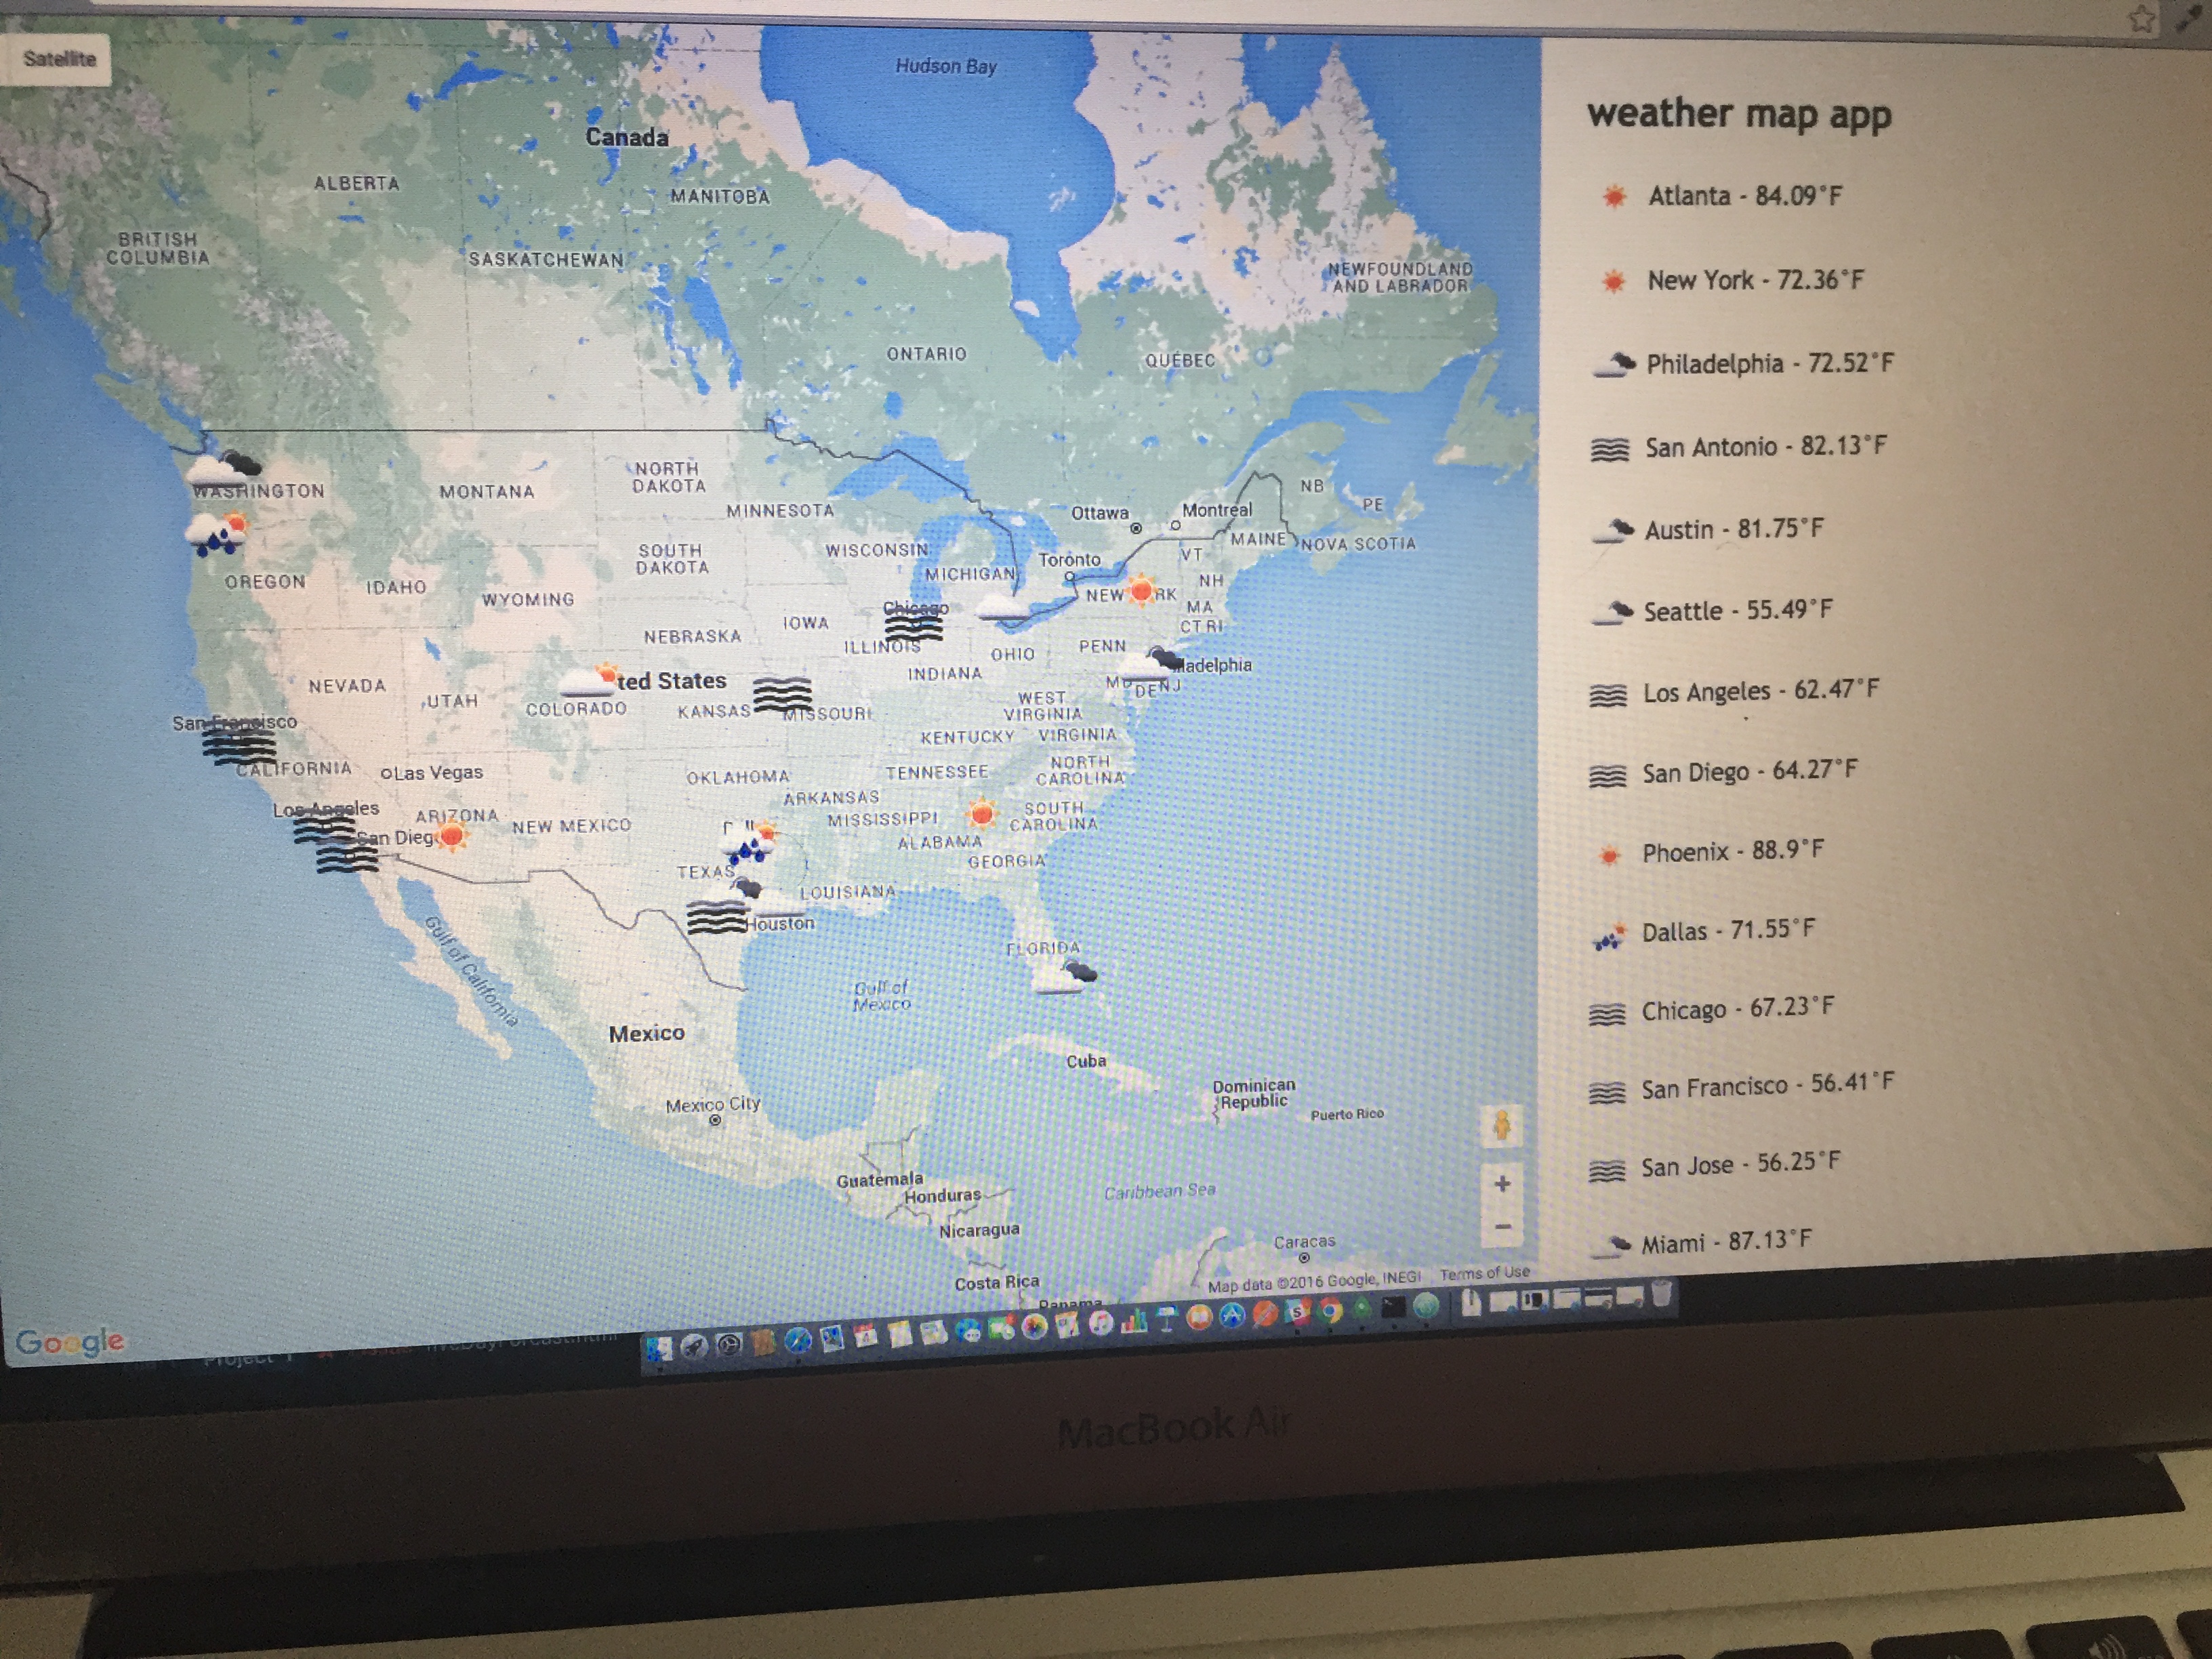 Satellite
Hudson Bay
Canada
ALBERTA
MANITOBA
BRITISH
COLUMBIA
SASKATCHEWAN
NEWFOUNDLAND
AND LABRADOR
ONTARIO
QUÉBEC
WASHINGTON
MONTANA
NORTH
DAKOTA
MINNESOTA
Ottawa
Montreal
NB
PE
SOUTH
DAKOTA
WISCONSIN
MICHIGAN
Toronto
VT
MAINE
NOVA SCOTIA
OREGON
IDAHO
WYOMING
NEW RK
NH
MA
CT RI
Chicago
IOWA
NEBRASKA
ILLINOIS
INDIANA
OHIO
PENN
ladelphia
MD
DE NJ
NEVADA
UTAH
ted States
COLORADO
KANSAS
MISSOURI
WEST
VIRGINIA
KENTUCKY
VIRGINIA
San Francisco
CALIFORNIA
Las Vegas
OKLAHOMA
TENNESSEE
NORTH
CAROLINA
Los Angeles
ARIZONA
NEW MEXICO
ARKANSAS
MISSISSIPPI
SOUTH
CAROLINA
San Dieg
ALABAMA
GEORGIA
TEXAS
LOUISIANA
Houston
FLORIDA
Gulf of California
Gulf of
Mexico
Mexico
Cuba
Mexico City
Dominican
Republic
Puerto Rico
Guatemala
Honduras
Caribbean Sea
Nicaragua
Caracas
Costa Rica
Panama
+
−
Map data ©2016 Google, INEGI Terms of Use
Google
weather map app
Atlanta - 84.09°F
New York - 72.36°F
Philadelphia - 72.52°F
San Antonio - 82.13°F
Austin - 81.75°F
Seattle - 55.49°F
Los Angeles - 62.47°F
San Diego - 64.27°F
Phoenix - 88.9°F
Dallas - 71.55°F
Chicago - 67.23°F
San Francisco - 56.41°F
San Jose - 56.25°F
Miami - 87.13°F
MacBook Air